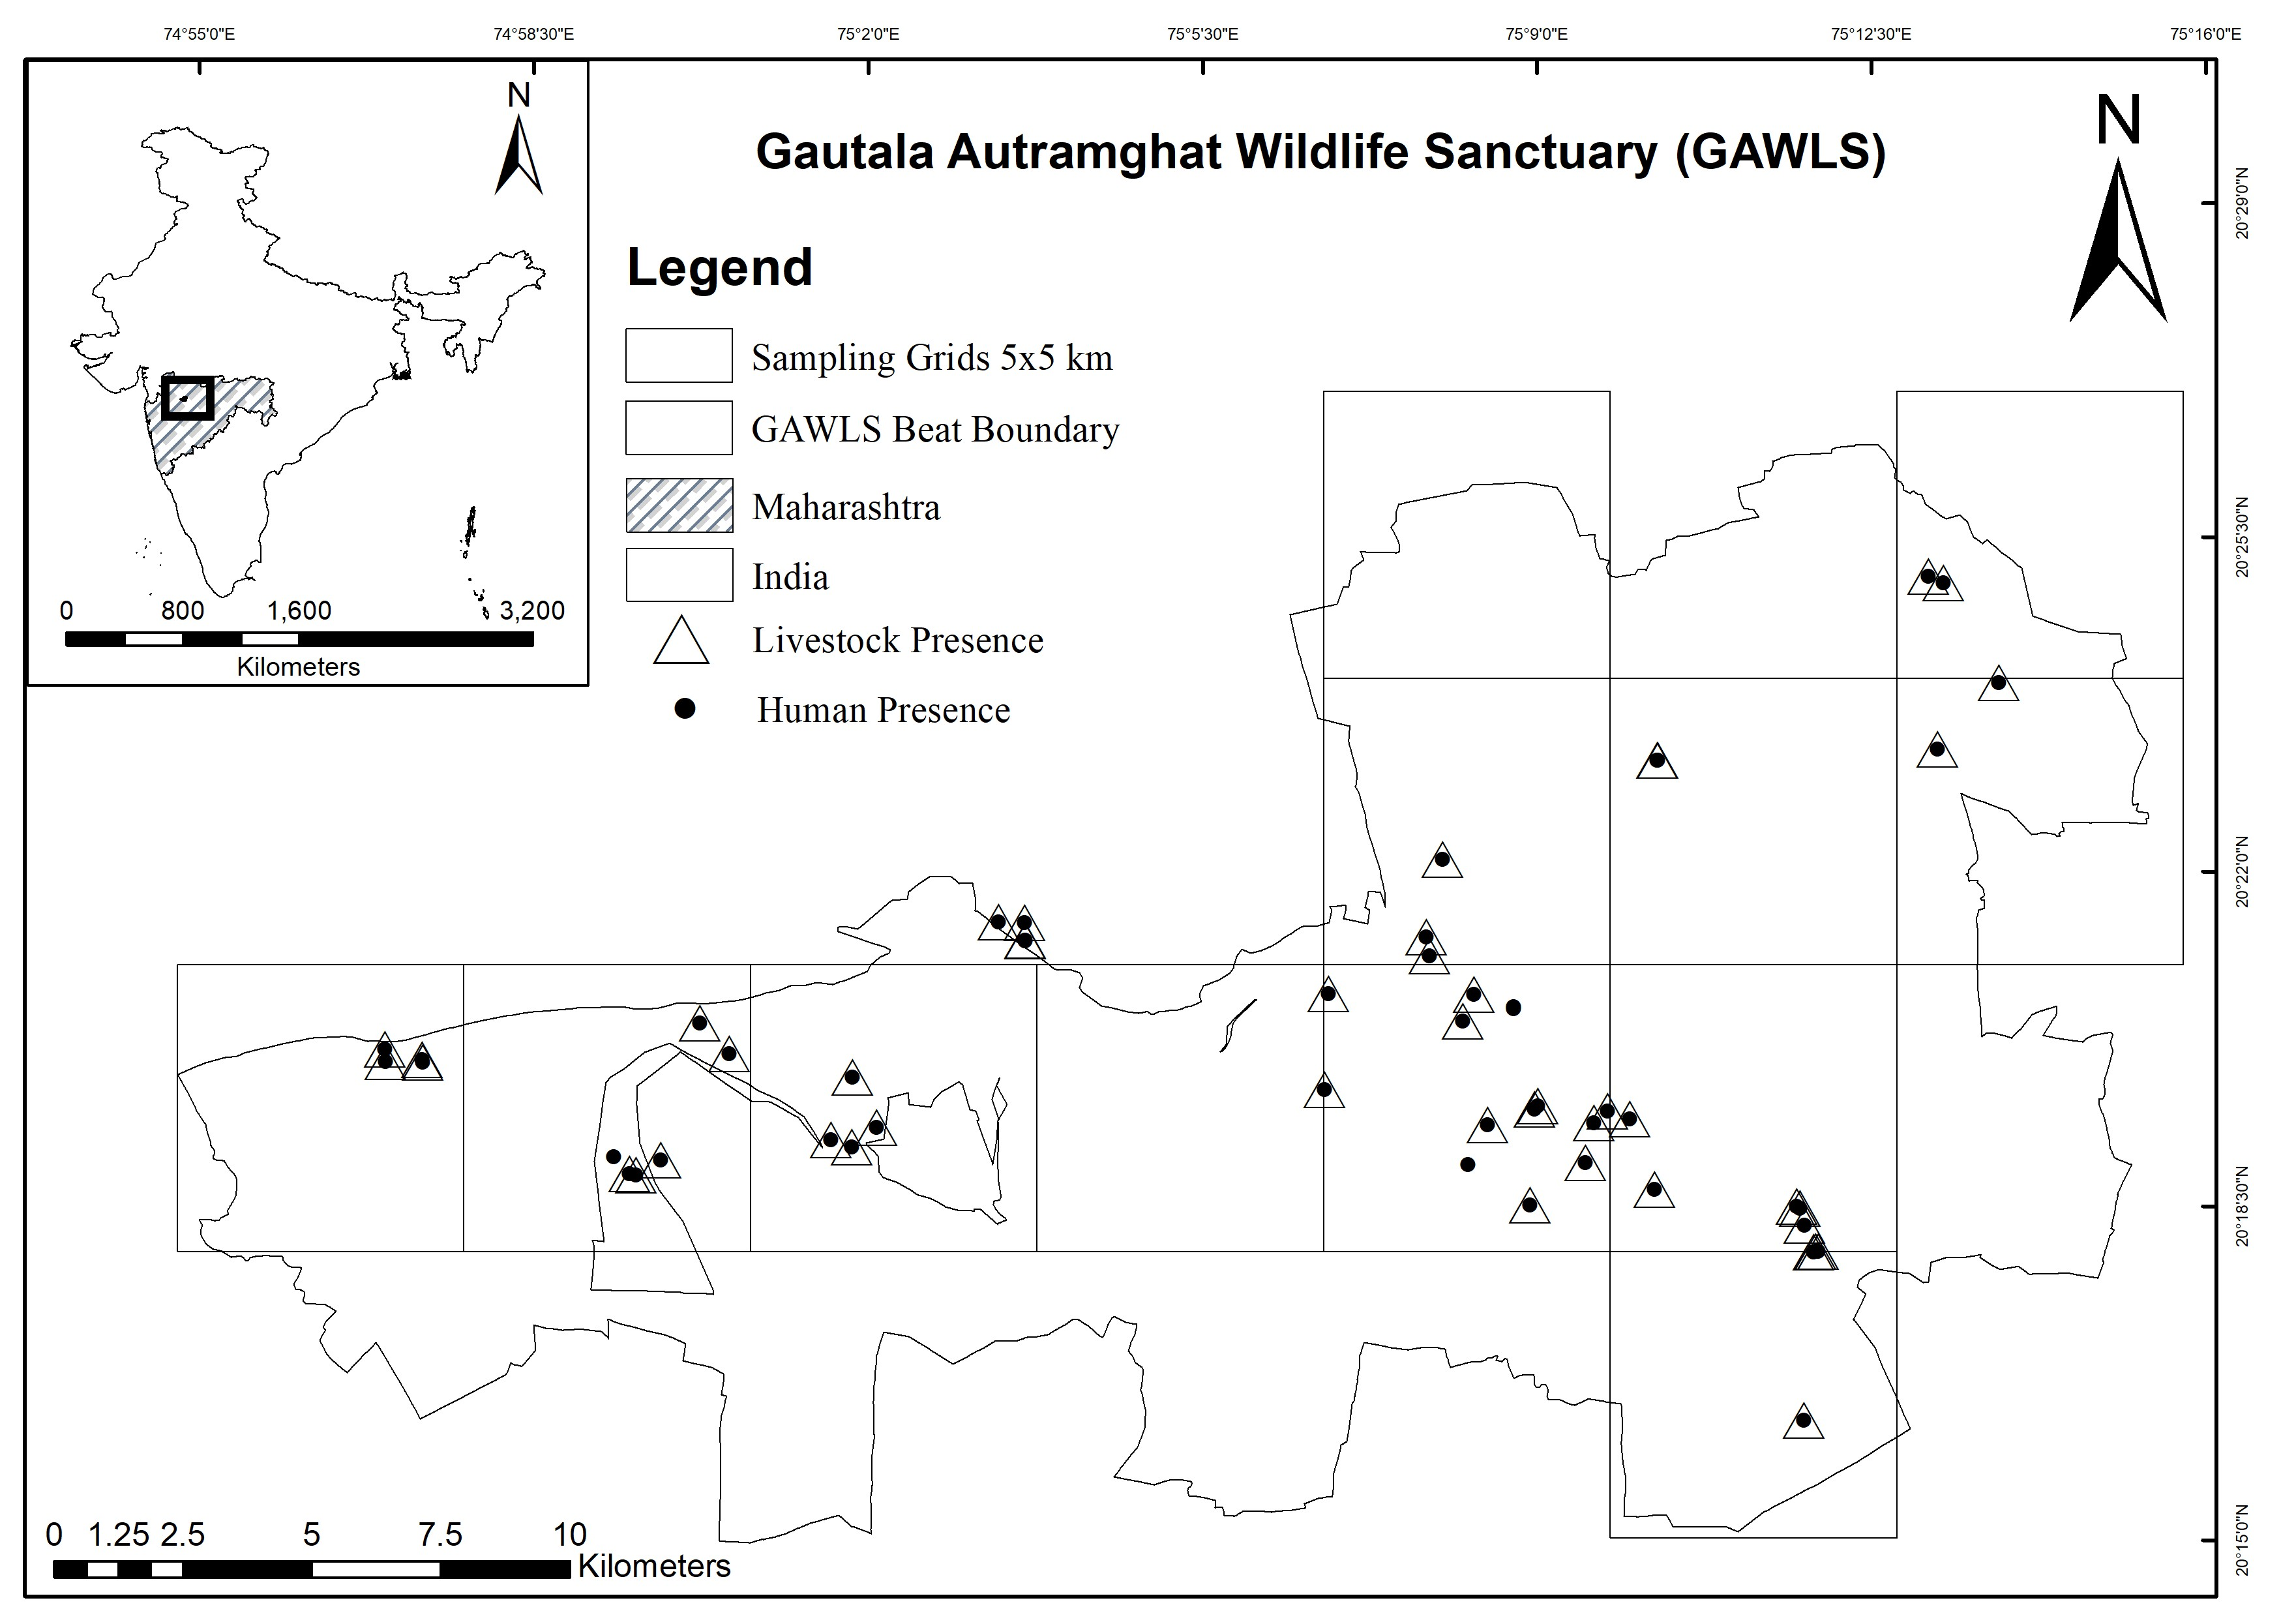 74°55'0"E
74°58'30"E
75°2'0"E
75°5'30"E
75°9'0"E
75°12'30"E
75°16'0"E
N
N
Gautala Autramghat Wildlife Sanctuary (GAWLS)
20°29'0"N
Legend
Sampling Grids 5x5 km
GAWLS Beat Boundary
Maharashtra
20°25'30"N
India
0 800 1,600 3,200
Kilometers
Livestock Presence
Human Presence
20°22'0"N
20°18'30"N
20°15'0"N
0 1.25 2.5 5 7.5 10
Kilometers